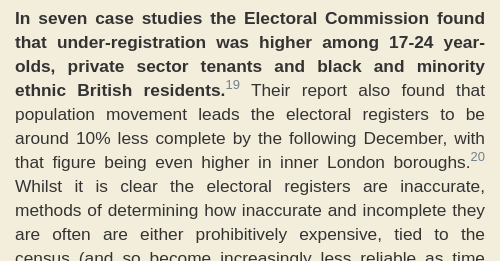 In seven case studies the Electoral Commission found
that under-registration was higher among 17-24 year-
olds, private sector tenants and black and minority
ethnic British residents.19 Their report also found that
population movement leads the electoral registers to be
around 10% less complete by the following December, with
that figure being even higher in inner London boroughs.20
Whilst it is clear the electoral registers are inaccurate,
methods of determining how inaccurate and incomplete they
are often are either prohibitively expensive, tied to the
census (and so become increasingly less reliable as time